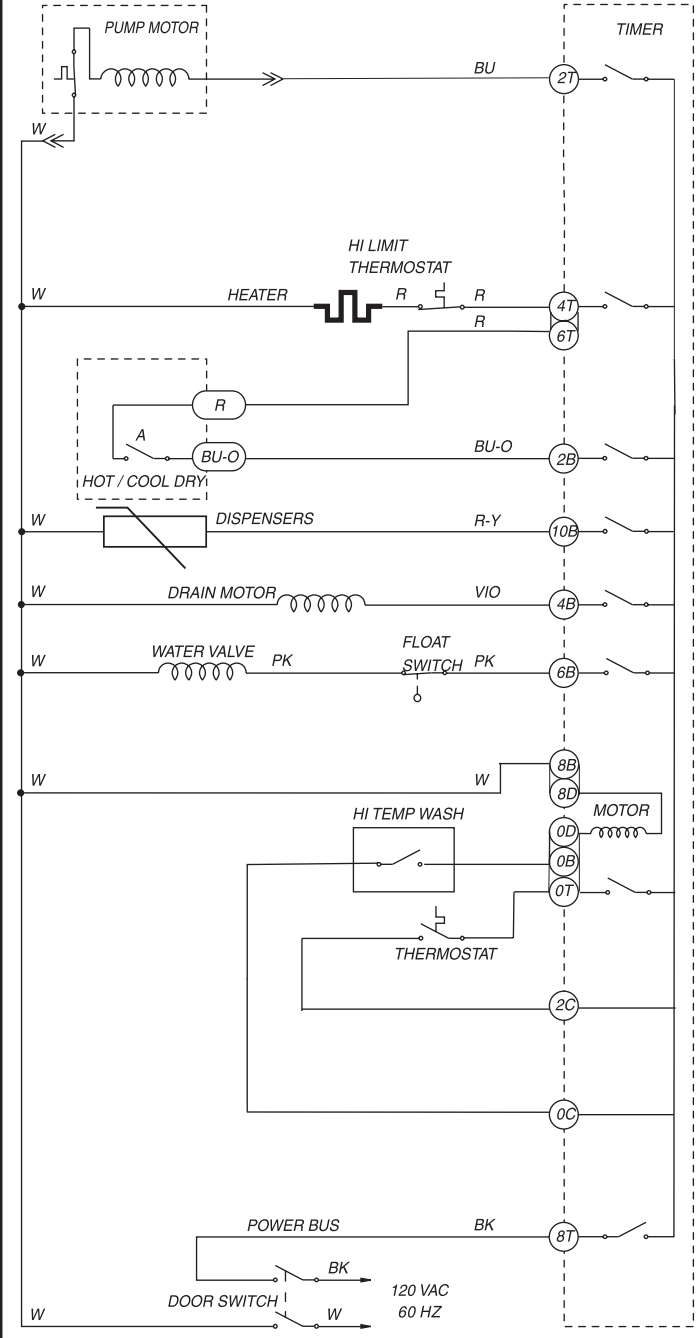 PUMP MOTOR
TIMER
BU
2T
W
HI LIMIT
THERMOSTAT
W
HEATER
R
R
4T
R
6T
R
A
BU-O
BU-O
2B
HOT / COOL DRY
W
DISPENSERS
R-Y
10B
W
DRAIN MOTOR
VIO
4B
FLOAT
SWITCH
W
WATER VALVE
PK
PK
6B
8B
W
W
8D
MOTOR
HI TEMP WASH
0D
0B
0T
THERMOSTAT
2C
0C
POWER BUS
BK
8T
BK
120 VAC
60 HZ
DOOR SWITCH
W
W